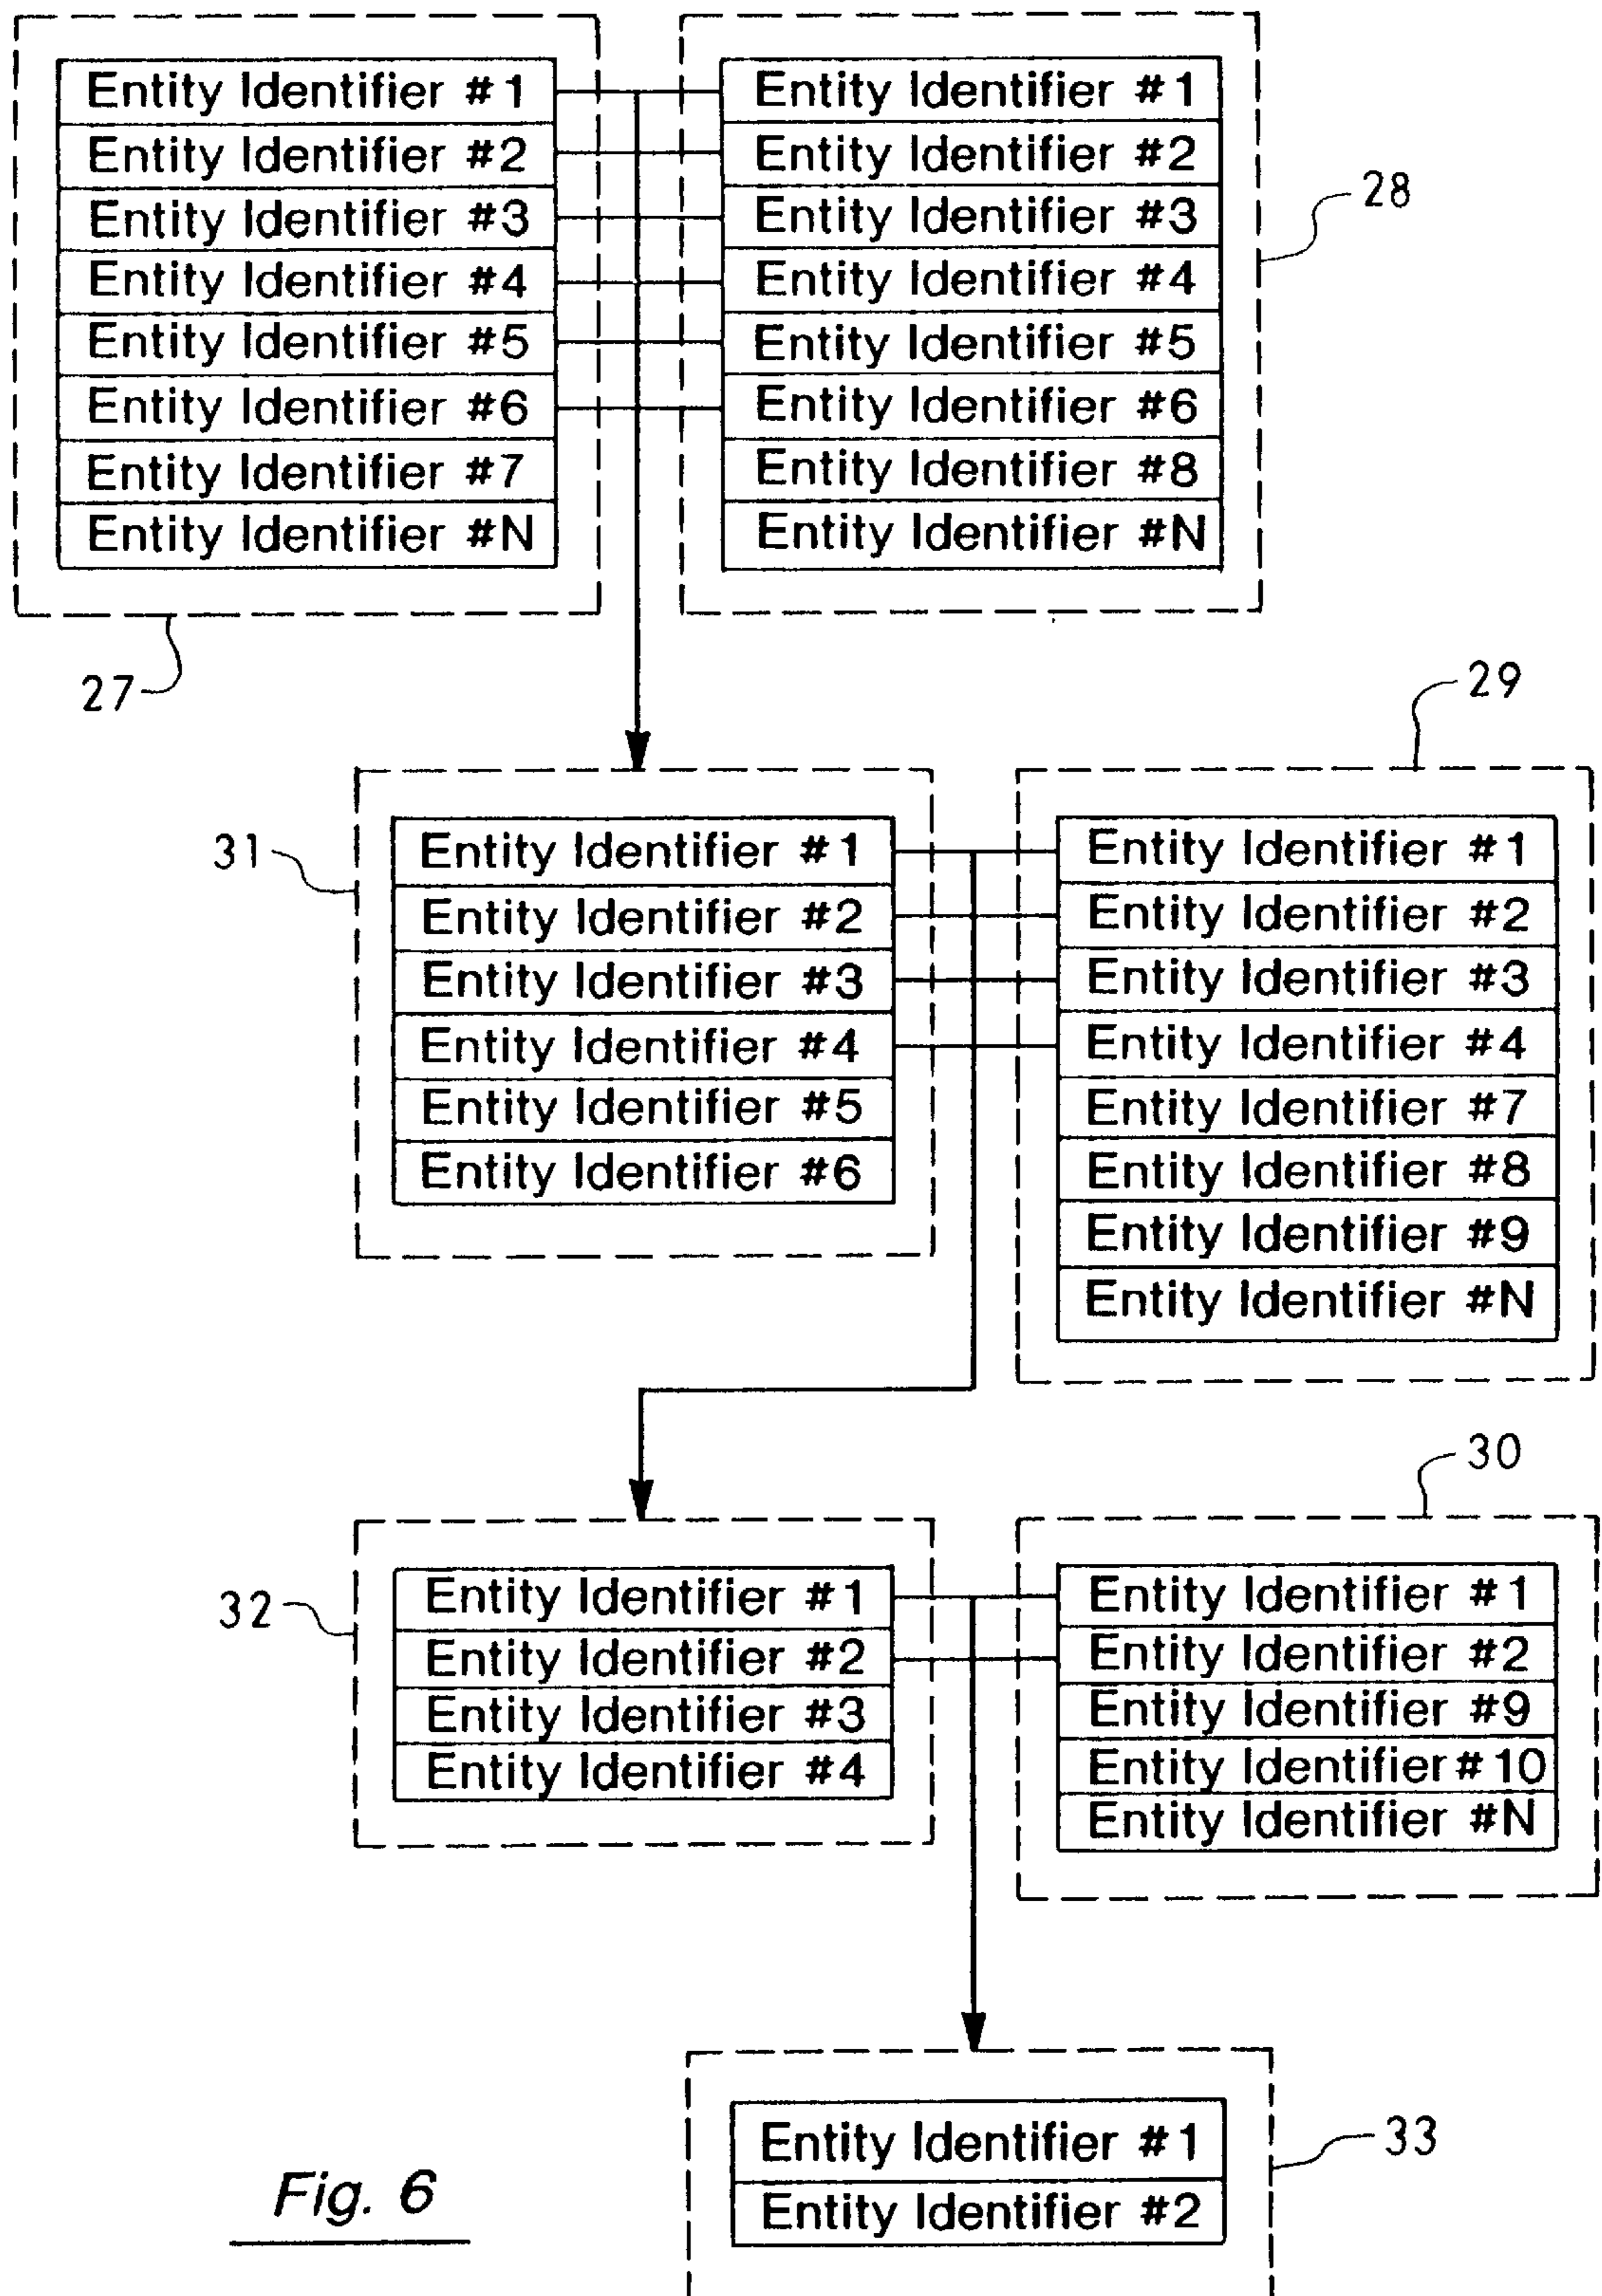 Entity Identifier #1
Entity Identifier #2
Entity Identifier #3
Entity Identifier #4
Entity Identifier #5
Entity Identifier #6
Entity Identifier #7
Entity Identifier #N
27
Entity Identifier #1
Entity Identifier #2
Entity Identifier #3
Entity Identifier #4
Entity Identifier #5
Entity Identifier #6
Entity Identifier #8
Entity Identifier #N
28
31
Entity Identifier #1
Entity Identifier #2
Entity Identifier #3
Entity Identifier #4
Entity Identifier #5
Entity Identifier #6
29
Entity Identifier #1
Entity Identifier #2
Entity Identifier #3
Entity Identifier #4
Entity Identifier #7
Entity Identifier #8
Entity Identifier #9
Entity Identifier #N
32
Entity Identifier #1
Entity Identifier #2
Entity Identifier #3
Entity Identifier #4
30
Entity Identifier #1
Entity Identifier #2
Entity Identifier #9
Entity Identifier #10
Entity Identifier #N
Entity Identifier #1
Entity Identifier #2
33
Fig. 6